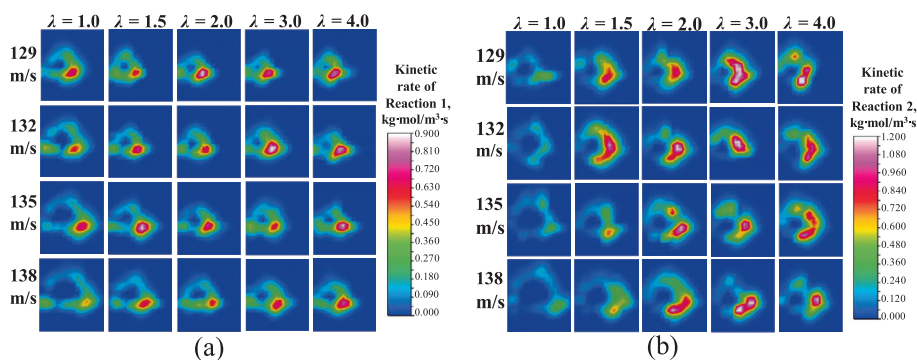 λ = 1.0 λ = 1.5 λ = 2.0 λ = 3.0 λ = 4.0
129
m/s
132
m/s
135
m/s
138
m/s
Kinetic
rate of
Reaction 1,
kg·mol/m³·s
0.900
0.810
0.720
0.630
0.540
0.450
0.360
0.270
0.180
0.090
0.000
(a)
λ = 1.0 λ = 1.5 λ = 2.0 λ = 3.0 λ = 4.0
129
m/s
132
m/s
135
m/s
138
m/s
Kinetic
rate of
Reaction 2,
kg·mol/m³·s
1.200
1.080
0.960
0.840
0.720
0.600
0.480
0.360
0.240
0.120
0.000
(b)